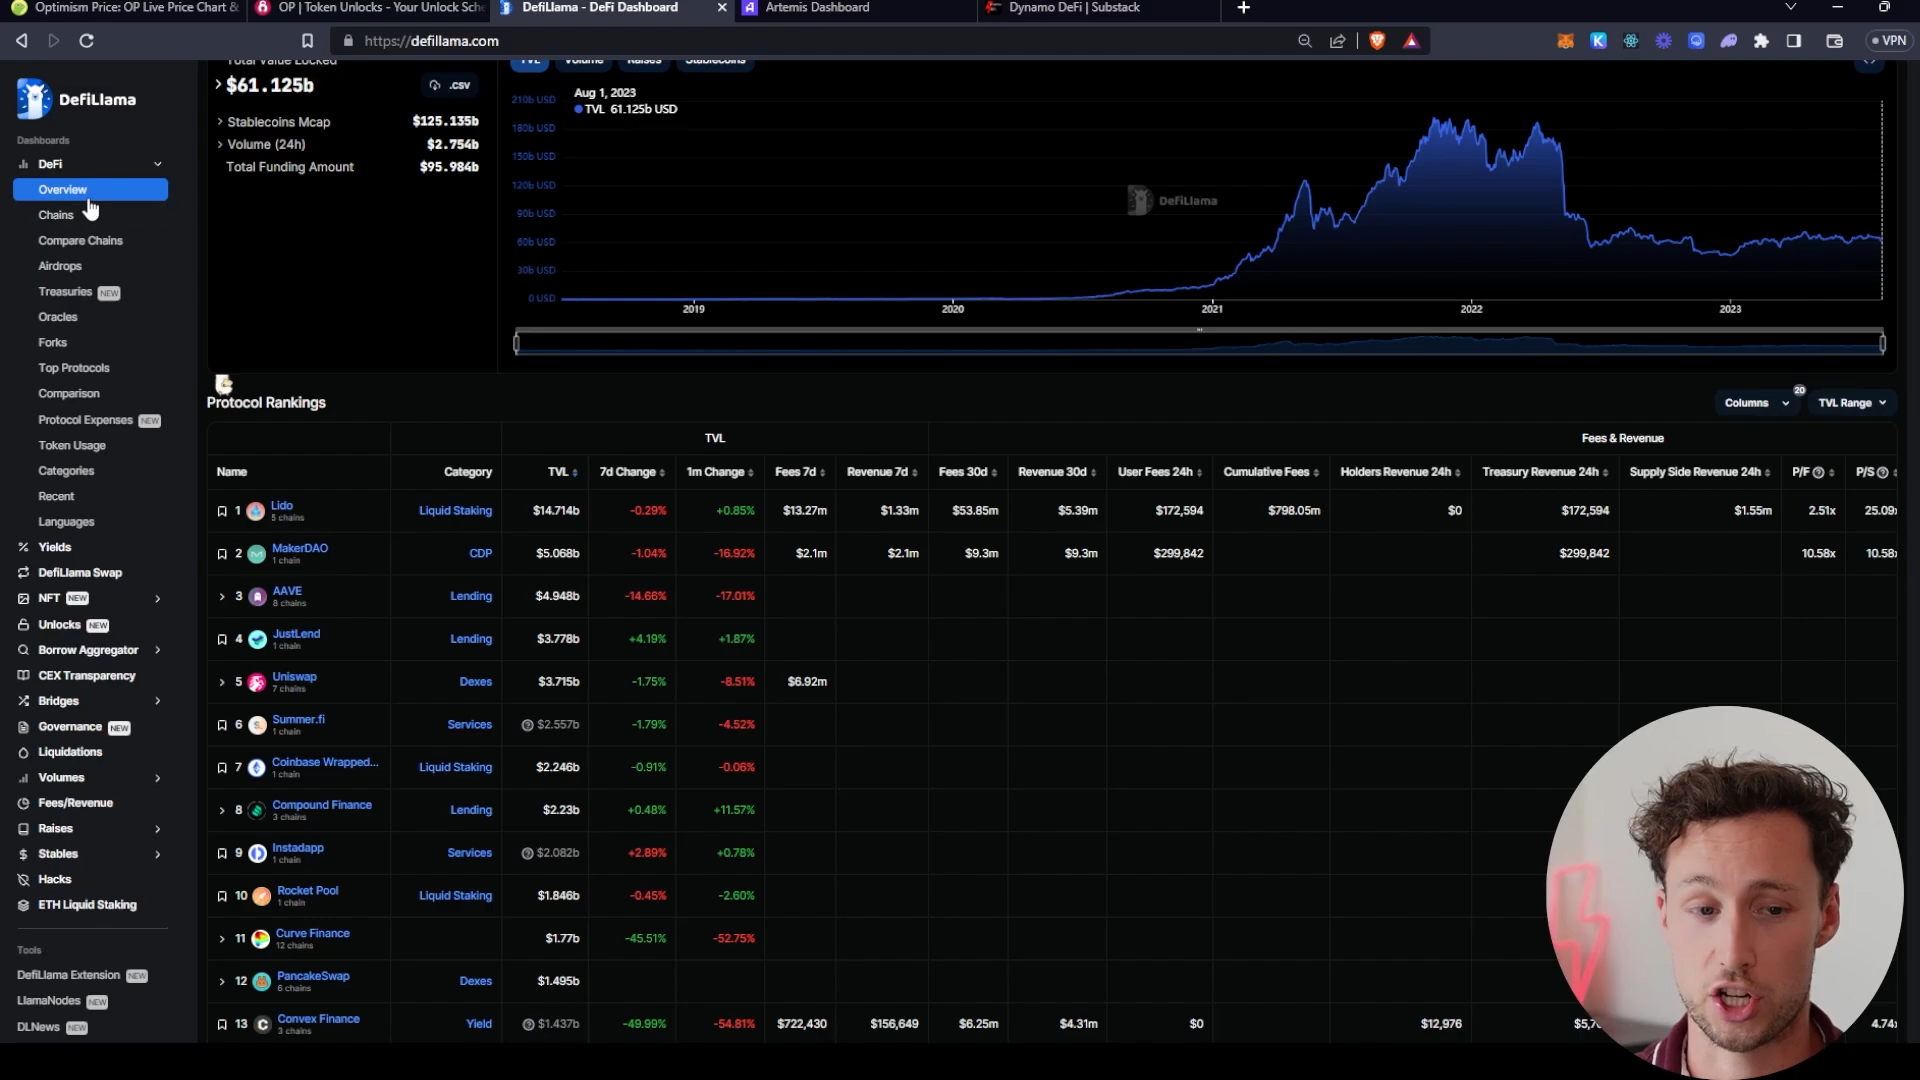 Optimism Price: OP Live Price Chart &
OP | Token Unlocks - Your Unlock Sche
DefiLlama - DeFi Dashboard
Artemis Dashboard
Dynamo DeFi | Substack
https://defillama.com
VPN
DefiLlama
Dashboards
DeFi
Overview
Chains
Compare Chains
Airdrops
Treasuries NEW
Oracles
Forks
Top Protocols
Comparison
Protocol Expenses NEW
Token Usage
Categories
Recent
Languages
Yields
DefiLlama Swap
NFT NEW
Unlocks NEW
Borrow Aggregator
CEX Transparency
Bridges
Governance NEW
Liquidations
Volumes
Fees/Revenue
Raises
Stables
Hacks
ETH Liquid Staking
Tools
DefiLlama Extension NEW
LlamaNodes NEW
DLNews NEW
Total Value Locked
$61.125b
.csv
Stablecoins Mcap $125.135b
Volume (24h) $2.754b
Total Funding Amount $95.984b
TVL Volume Raises Stablecoins
Aug 1, 2023
TVL 61.125b USD
210b USD
180b USD
150b USD
120b USD
90b USD
60b USD
30b USD
0 USD
DefiLlama
2019 2020 2021 2022 2023
Protocol Rankings
Columns 20 TVL Range
TVL Fees & Revenue
Name Category TVL 7d Change 1m Change Fees 7d Revenue 7d Fees 30d Revenue 30d User Fees 24h Cumulative Fees Holders Revenue 24h Treasury Revenue 24h Supply Side Revenue 24h P/F P/S
1 Lido 5 chains Liquid Staking $14.714b -0.29% +0.85% $13.27m $1.33m $53.85m $5.39m $172,594 $798.05m $0 $172,594 $1.55m 2.51x 25.09x
2 MakerDAO 1 chain CDP $5.068b -1.04% -16.92% $2.1m $2.1m $9.3m $9.3m $299,842 $299,842 10.58x 10.58x
3 AAVE 8 chains Lending $4.948b -14.66% -17.01%
4 JustLend 1 chain Lending $3.778b +4.19% +1.87%
5 Uniswap 7 chains Dexes $3.715b -1.75% -8.51% $6.92m
6 Summer.fi 1 chain Services $2.557b -1.79% -4.52%
7 Coinbase Wrapped... 1 chain Liquid Staking $2.246b -0.91% -0.06%
8 Compound Finance 3 chains Lending $2.23b +0.48% +11.57%
9 Instadapp 1 chain Services $2.082b +2.89% +0.78%
10 Rocket Pool 1 chain Liquid Staking $1.846b -0.45% -2.60%
11 Curve Finance 12 chains $1.77b -45.51% -52.75%
12 PancakeSwap 6 chains Dexes $1.495b
13 Convex Finance 3 chains Yield $1.437b -49.99% -54.81% $722,430 $156,649 $6.25m $4.31m $0 $12,976 4.74x